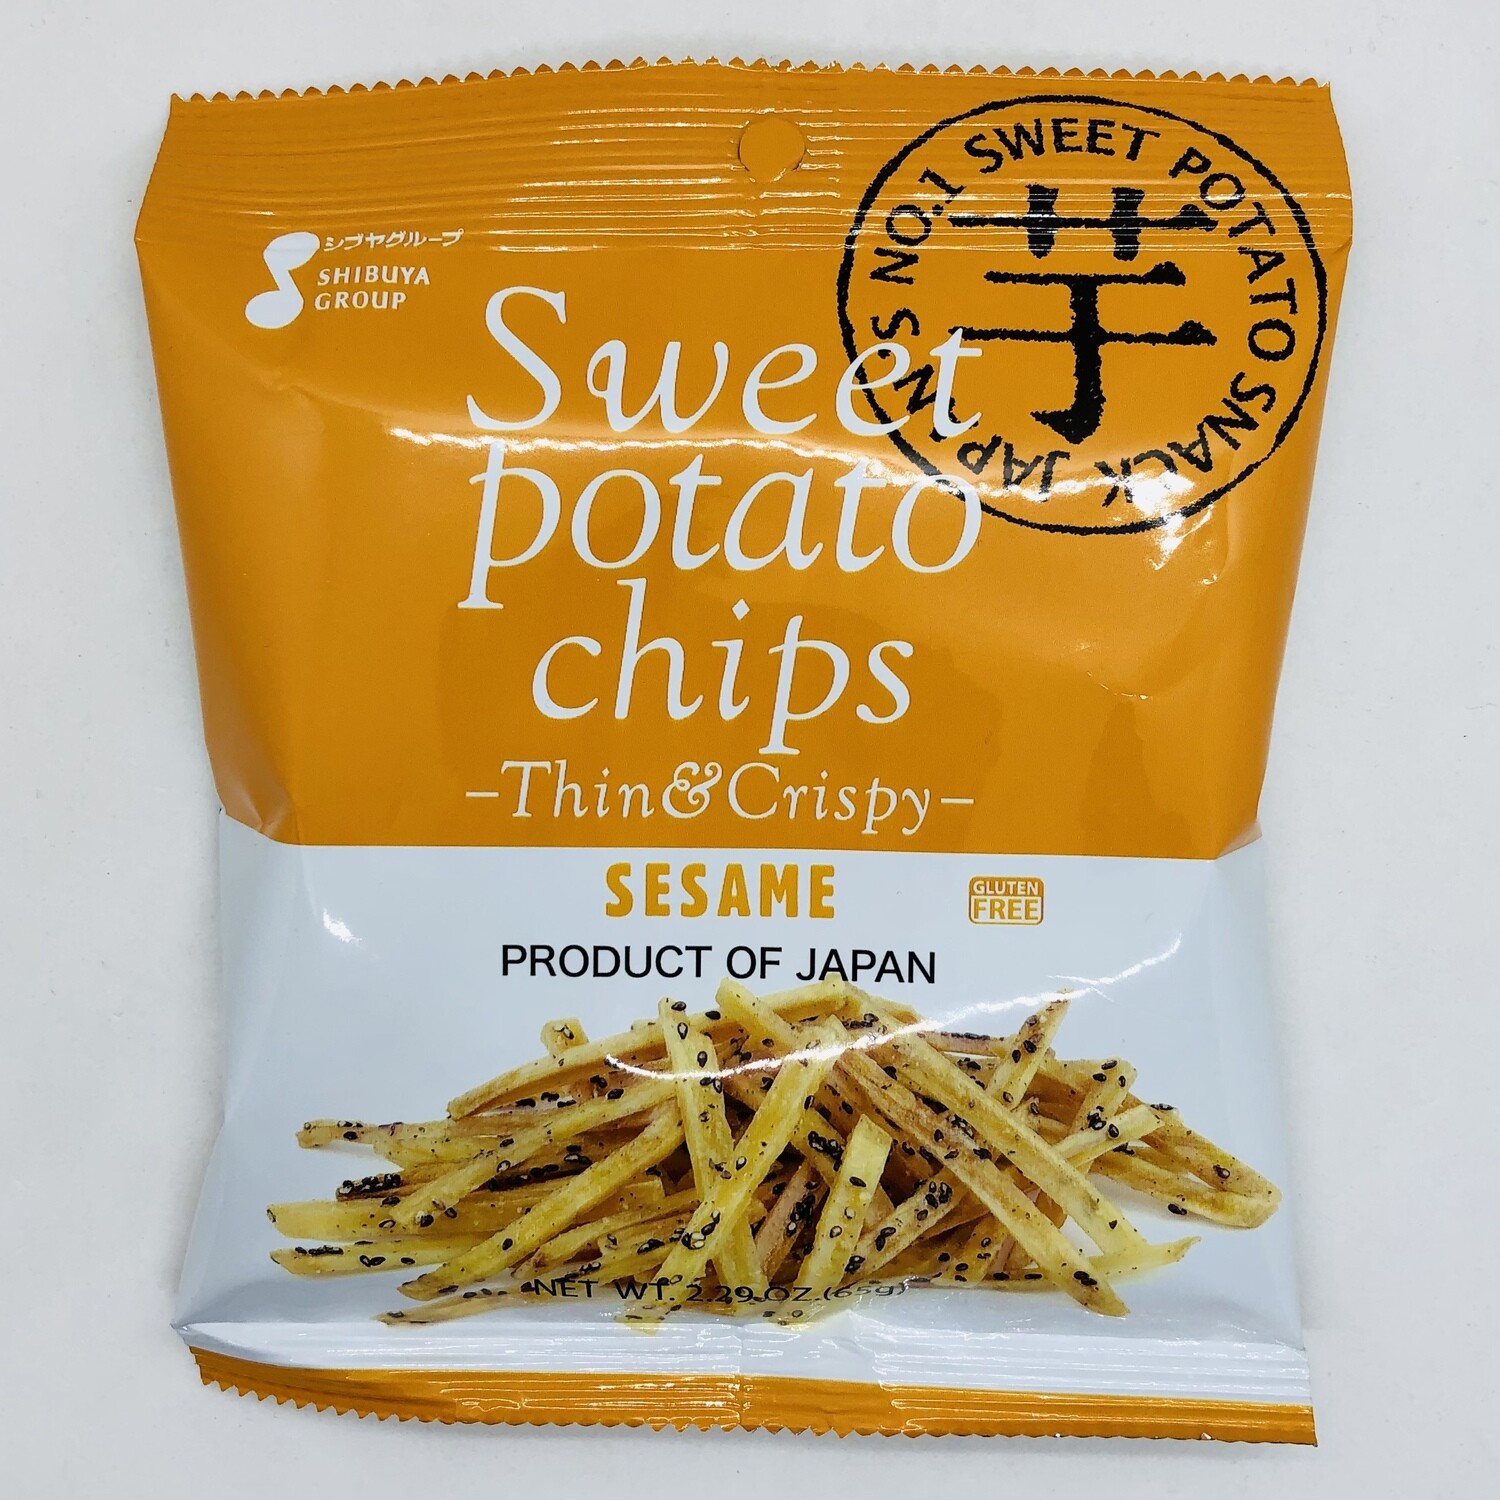 シブヤグループ
SHIBUYA
GROUP
JAPAN'S NO.1 SWEET POTATO SNACK
芋
Sweet
potato
chips
–Thin&Crispy–
SESAME
GLUTEN
FREE
PRODUCT OF JAPAN
NET WT. 2.29 OZ.(65g)